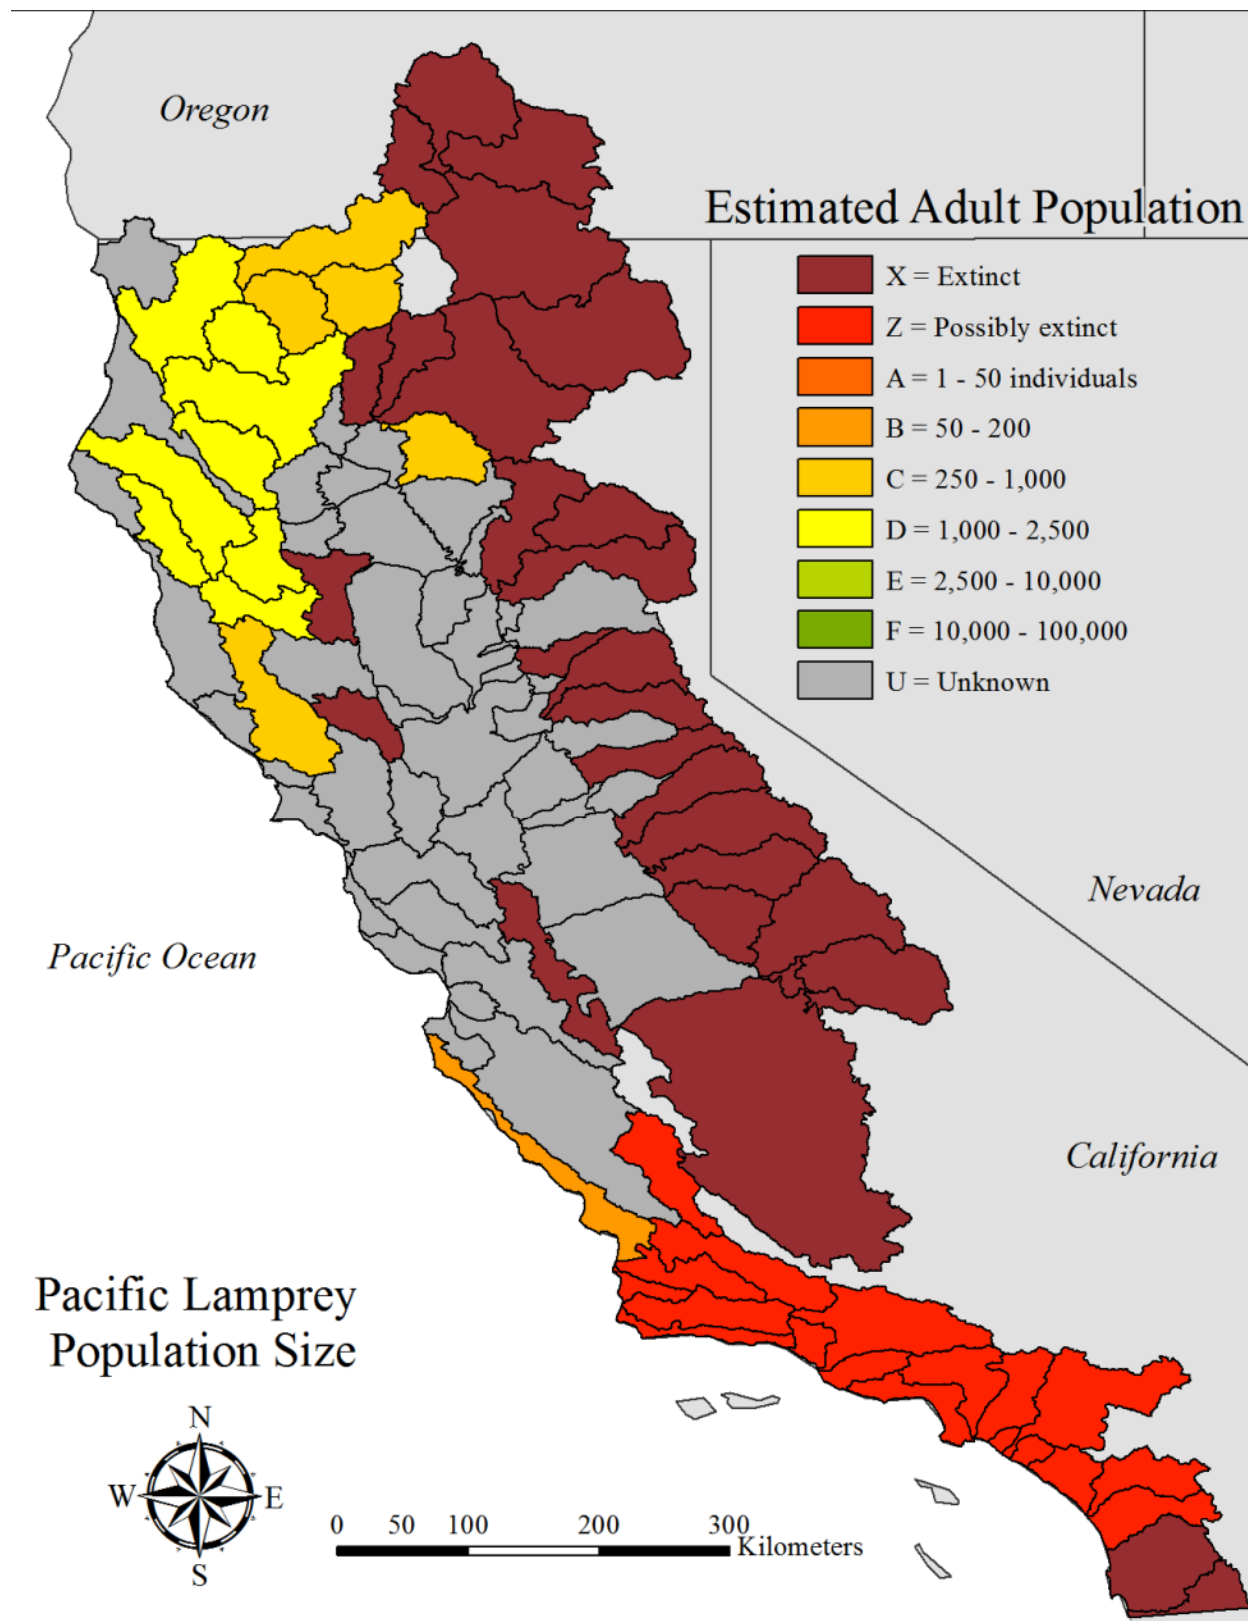 Oregon
Estimated Adult Population
X = Extinct
Z = Possibly extinct
A = 1 - 50 individuals
B = 50 - 200
C = 250 - 1,000
D = 1,000 - 2,500
E = 2,500 - 10,000
F = 10,000 - 100,000
U = Unknown
Nevada
Pacific Ocean
California
Pacific Lamprey
Population Size
N
W E
S
0 50 100 200 300
Kilometers